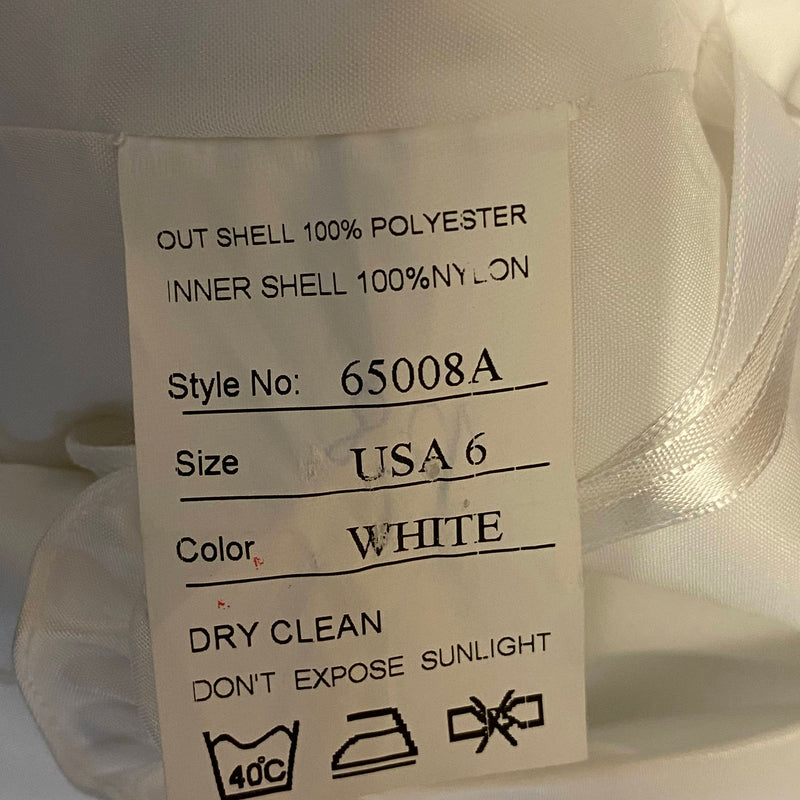 OUT SHELL 100% POLYESTER
INNER SHELL 100%NYLON
Style No: 65008A
Size USA 6
Color WHITE
DRY CLEAN
DON'T EXPOSE SUNLIGHT
40°C